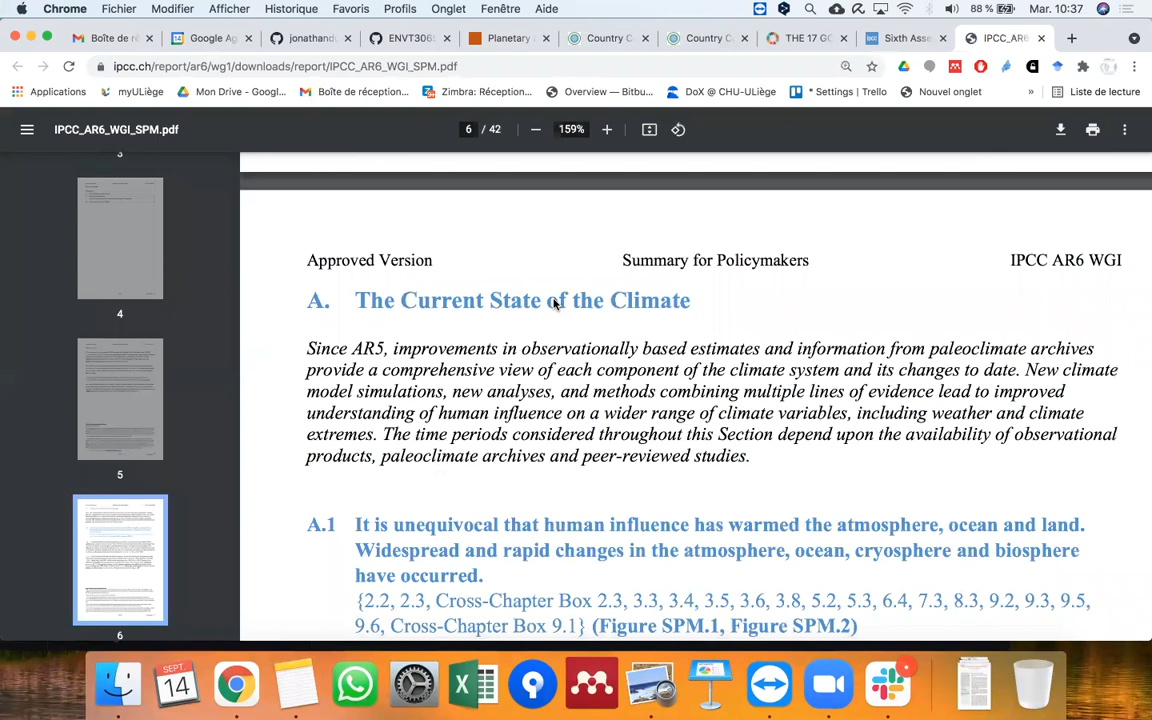 Chrome Fichier Modifier Afficher Historique Favoris Profils Onglet Fenêtre Aide 88 % Mar. 10:37
Boîte de ré Google Ag jonathand ENVT306 Planetary Country C Country C THE 17 GO Sixth Asse IPCC_AR6
ipcc.ch/report/ar6/wg1/downloads/report/IPCC_AR6_WGI_SPM.pdf
Applications myULiège Mon Drive - Googl... Boîte de réception... Zimbra: Réception... Overview — Bitbu... DoX @ CHU-ULiège * Settings | Trello Nouvel onglet » Liste de lecture
IPCC_AR6_WGI_SPM.pdf 6 / 42 159%
3
4
5
6
Approved Version Summary for Policymakers IPCC AR6 WGI
A. The Current State of the Climate
Since AR5, improvements in observationally based estimates and information from paleoclimate archives
provide a comprehensive view of each component of the climate system and its changes to date. New climate
model simulations, new analyses, and methods combining multiple lines of evidence lead to improved
understanding of human influence on a wider range of climate variables, including weather and climate
extremes. The time periods considered throughout this Section depend upon the availability of observational
products, paleoclimate archives and peer-reviewed studies.
A.1 It is unequivocal that human influence has warmed the atmosphere, ocean and land.
Widespread and rapid changes in the atmosphere, ocean, cryosphere and biosphere
have occurred.
{2.2, 2.3, Cross-Chapter Box 2.3, 3.3, 3.4, 3.5, 3.6, 3.8, 5.2, 5.3, 6.4, 7.3, 8.3, 9.2, 9.3, 9.5,
9.6, Cross-Chapter Box 9.1} (Figure SPM.1, Figure SPM.2)
SEPT.
14